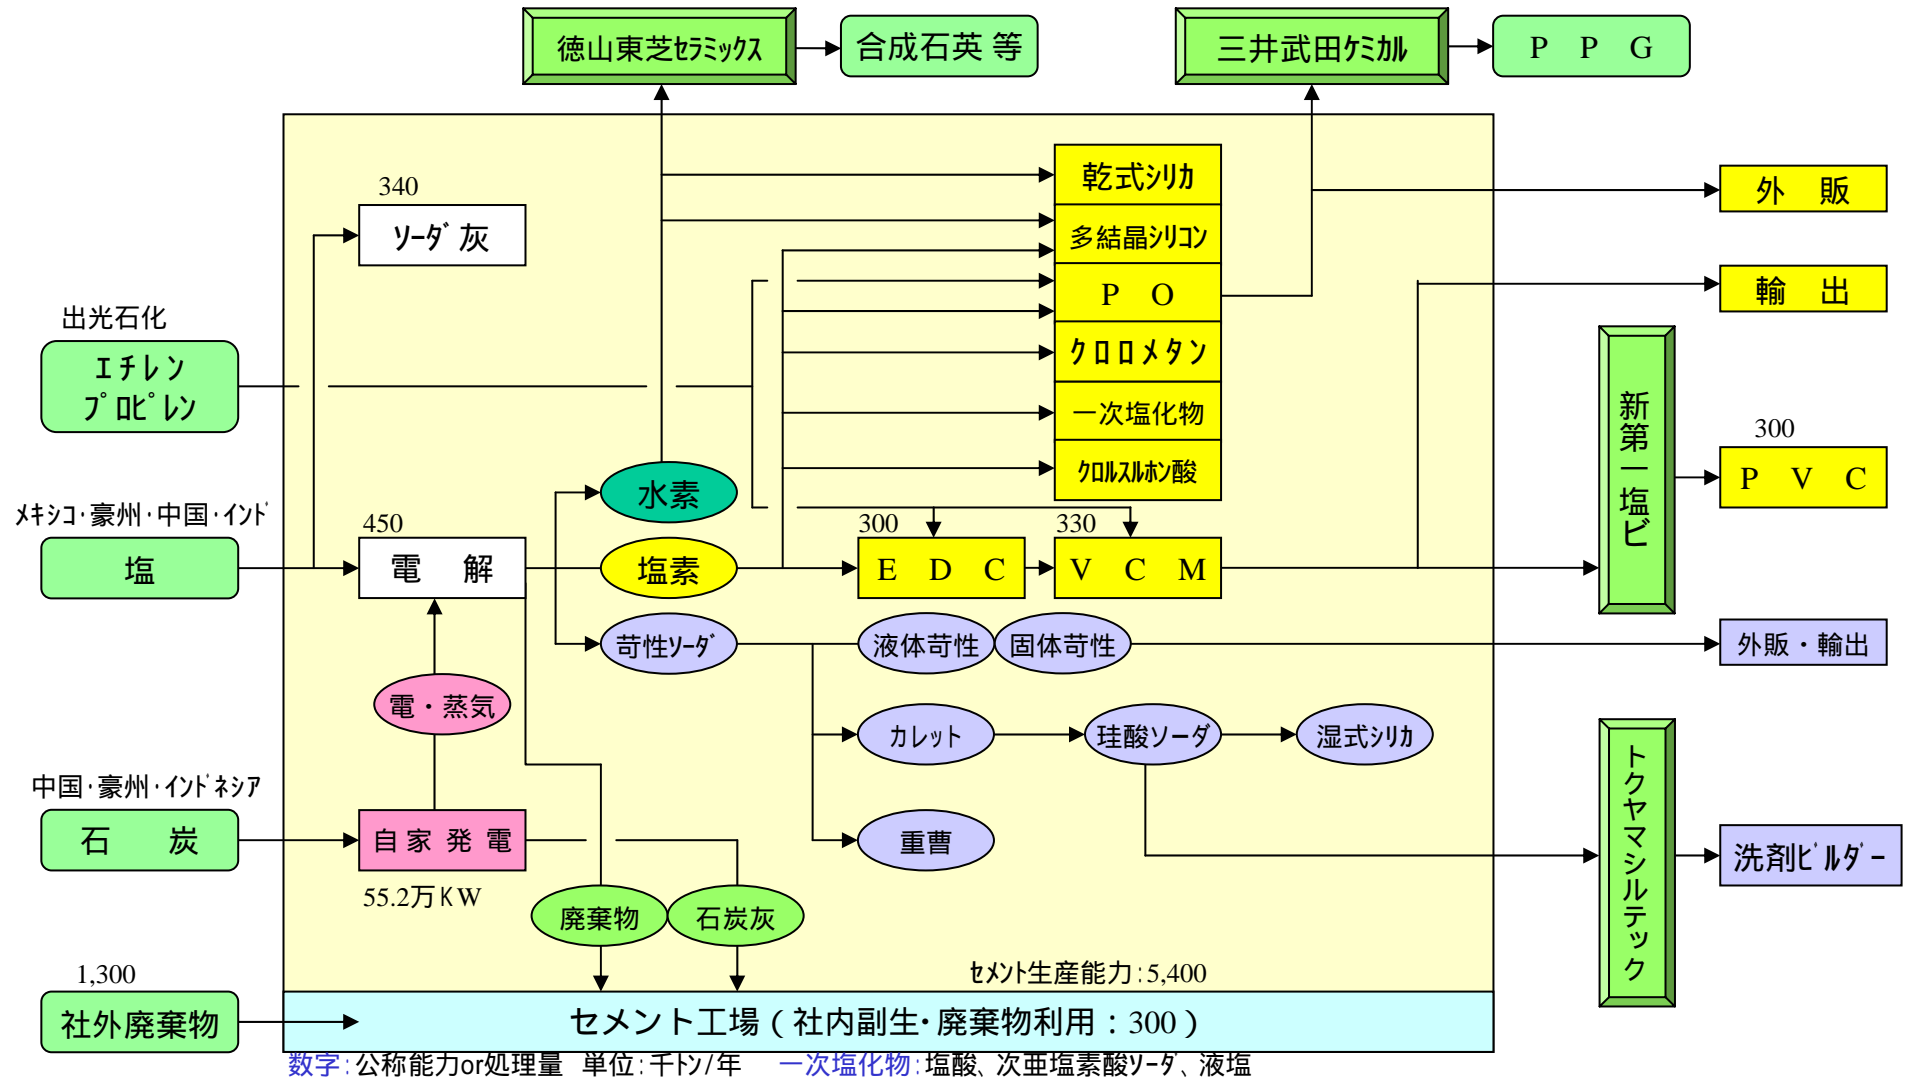 徳山東芝ｾﾗﾐｯｸｽ
合成石英 等
三井武田ｹﾐｶﾙ
Ｐ Ｐ Ｇ
340
ｿｰﾀﾞ灰
乾式ｼﾘｶ
多結晶ｼﾘｺﾝ
Ｐ Ｏ
クロロメタン
一次塩化物
ｸﾛﾙｽﾙﾎﾝ酸
外 販
輸 出
出光石化
エチレン
プロピレン
新第一塩ビ
300
Ｐ Ｖ Ｃ
水素
ﾒｷｼｺ･豪州･中国･ｲﾝﾄﾞ
塩
450
電 解
塩素
300
Ｅ Ｄ Ｃ
330
Ｖ Ｃ Ｍ
苛性ｿｰﾀﾞ
液体苛性
固体苛性
外販・輸出
電・蒸気
カレット
珪酸ソーダ
湿式ｼﾘｶ
トクヤマシルテック
中国･豪州･ｲﾝﾄﾞﾈｼｱ
石 炭
自家発電
55.2万KW
重曹
洗剤ビルダー
廃棄物
石炭灰
1,300
社外廃棄物
ｾﾒﾝﾄ生産能力:5,400
セメント工場（社内副生･廃棄物利用：300）
数字:公称能力or処理量 単位:千ﾄﾝ/年 一次塩化物:塩酸、次亜塩素酸ｿｰﾀﾞ、液塩